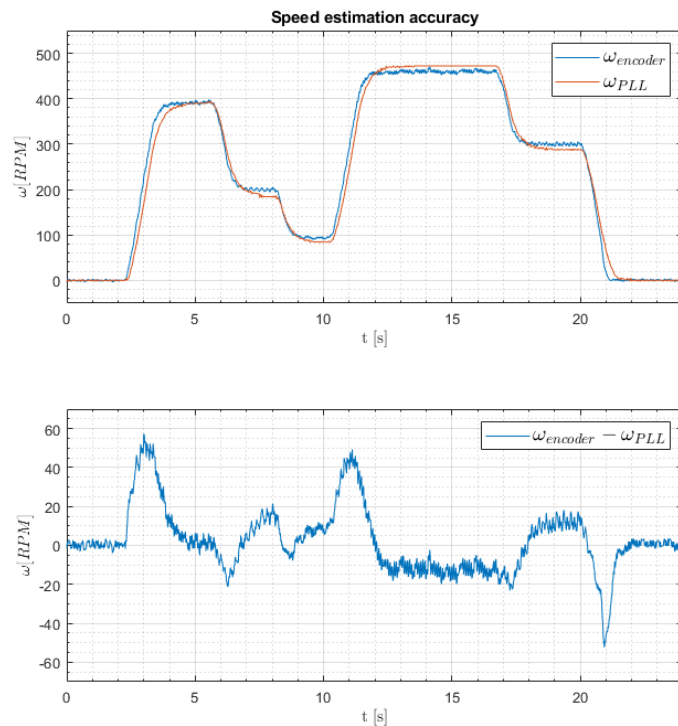 Speed estimation accuracy
500
400
300
200
100
0
ω[RPM]
ω_encoder
ω_PLL
0 5 10 15 20
t [s]
60
40
20
0
-20
-40
-60
ω[RPM]
ω_encoder − ω_PLL
0 5 10 15 20
t [s]